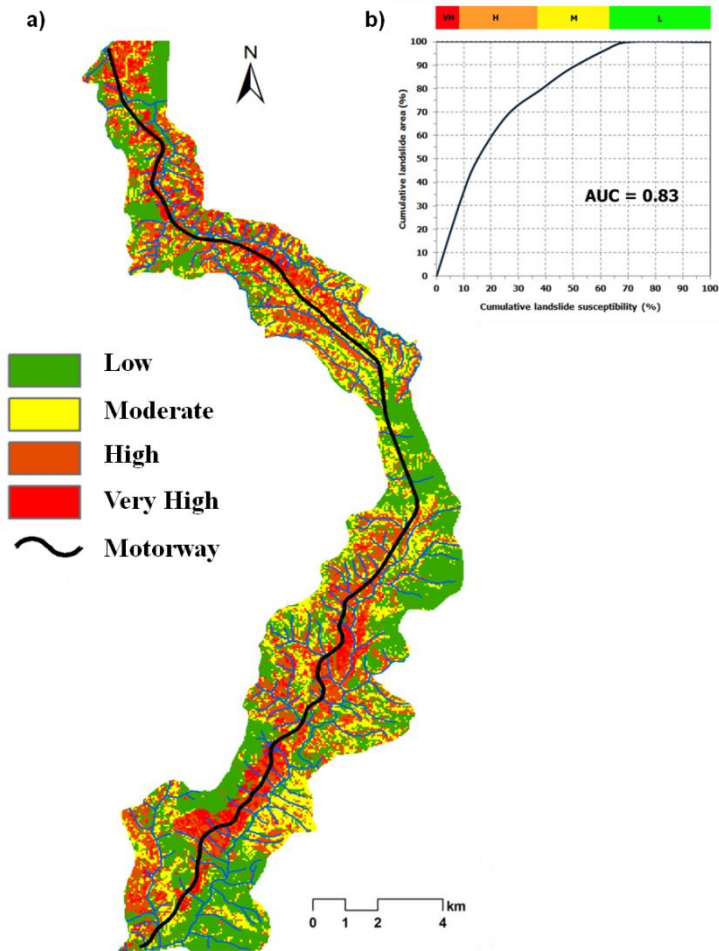 a)
N
Low
Moderate
High
Very High
Motorway
0 1 2 4
km
b)
VH H M L
100
90
80
70
60
50
40
30
20
10
0
Cumulative landslide area (%)
AUC = 0.83
0 10 20 30 40 50 60 70 80 90 100
Cumulative landslide susceptibility (%)